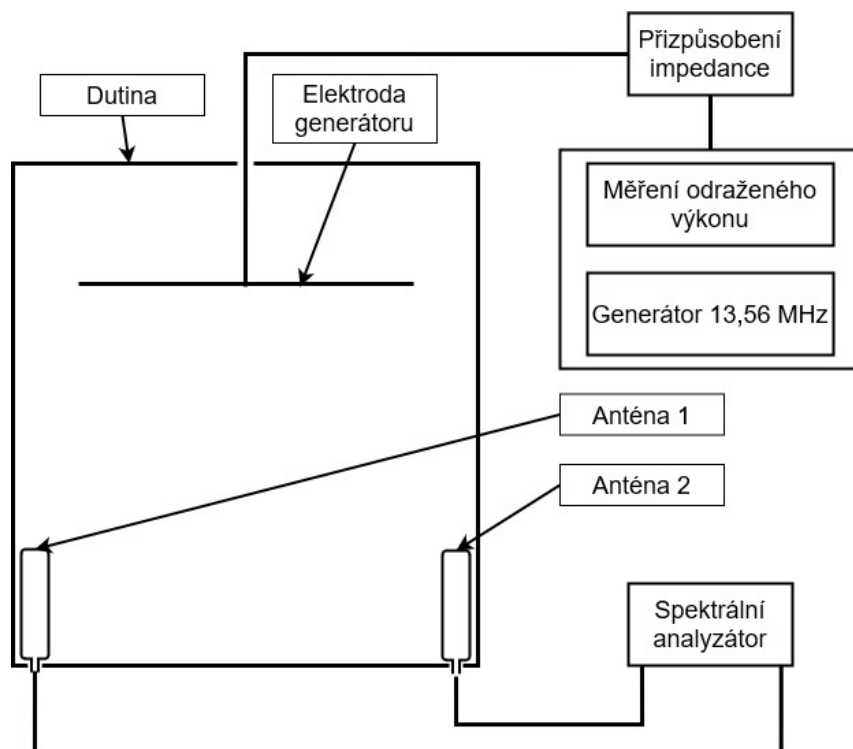 Přizpůsobení
impedance
Dutina
Elektroda
generátoru
Měření odraženého
výkonu
Generátor 13,56 MHz
Anténa 1
Anténa 2
Spektrální
analyzátor